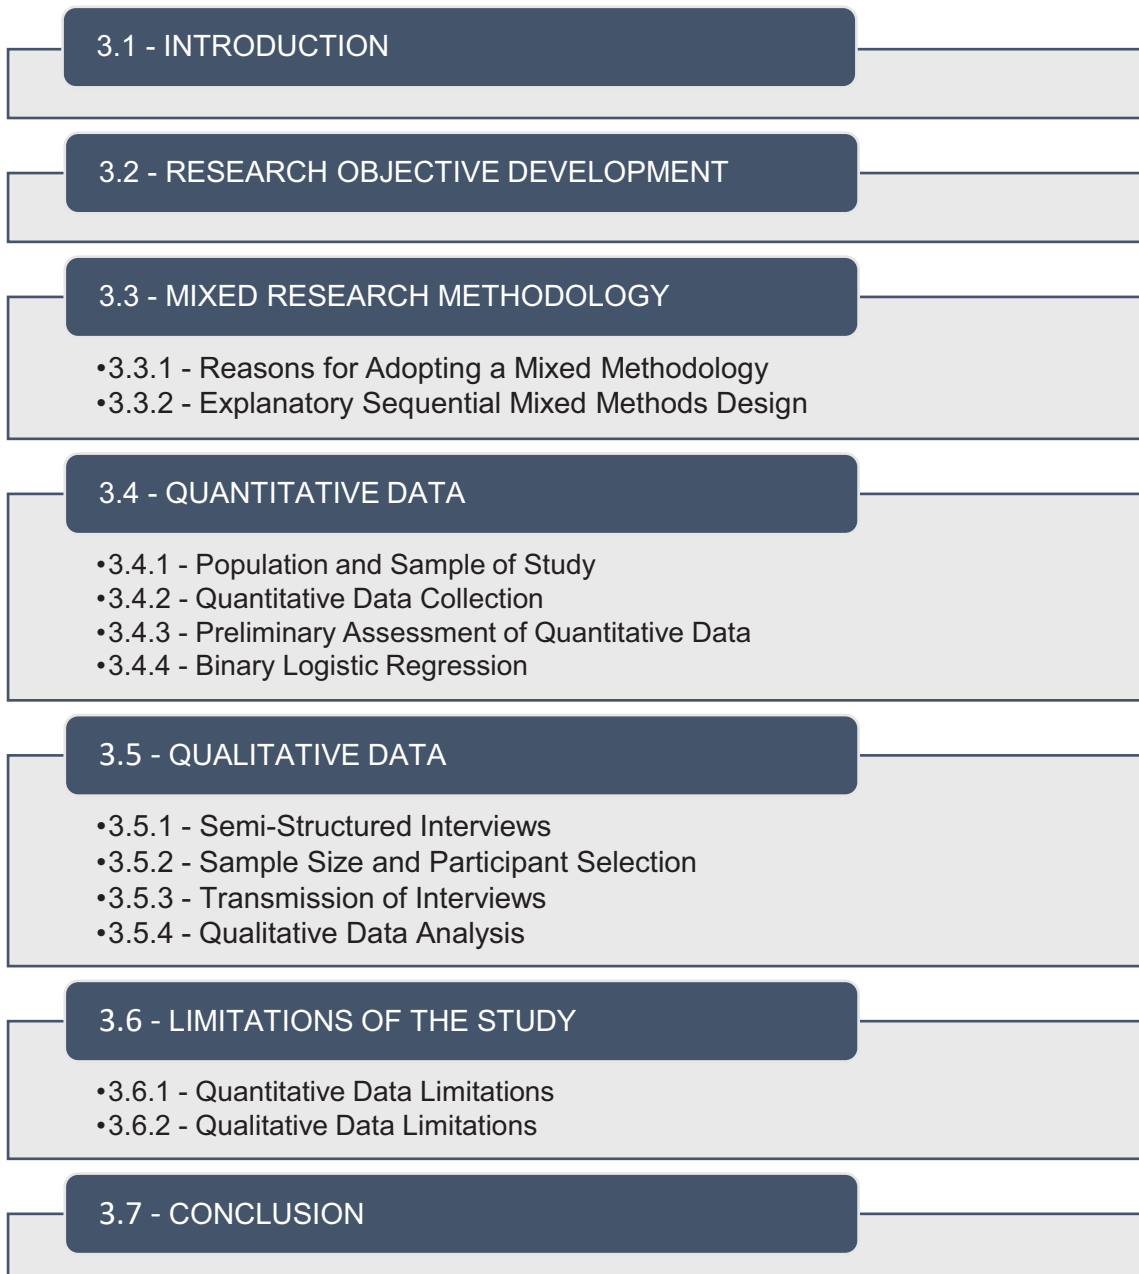 3.1 - INTRODUCTION
3.2 - RESEARCH OBJECTIVE DEVELOPMENT
3.3 - MIXED RESEARCH METHODOLOGY
•3.3.1 - Reasons for Adopting a Mixed Methodology
•3.3.2 - Explanatory Sequential Mixed Methods Design
3.4 - QUANTITATIVE DATA
•3.4.1 - Population and Sample of Study
•3.4.2 - Quantitative Data Collection
•3.4.3 - Preliminary Assessment of Quantitative Data
•3.4.4 - Binary Logistic Regression
3.5 - QUALITATIVE DATA
•3.5.1 - Semi-Structured Interviews
•3.5.2 - Sample Size and Participant Selection
•3.5.3 - Transmission of Interviews
•3.5.4 - Qualitative Data Analysis
3.6 - LIMITATIONS OF THE STUDY
•3.6.1 - Quantitative Data Limitations
•3.6.2 - Qualitative Data Limitations
3.7 - CONCLUSION